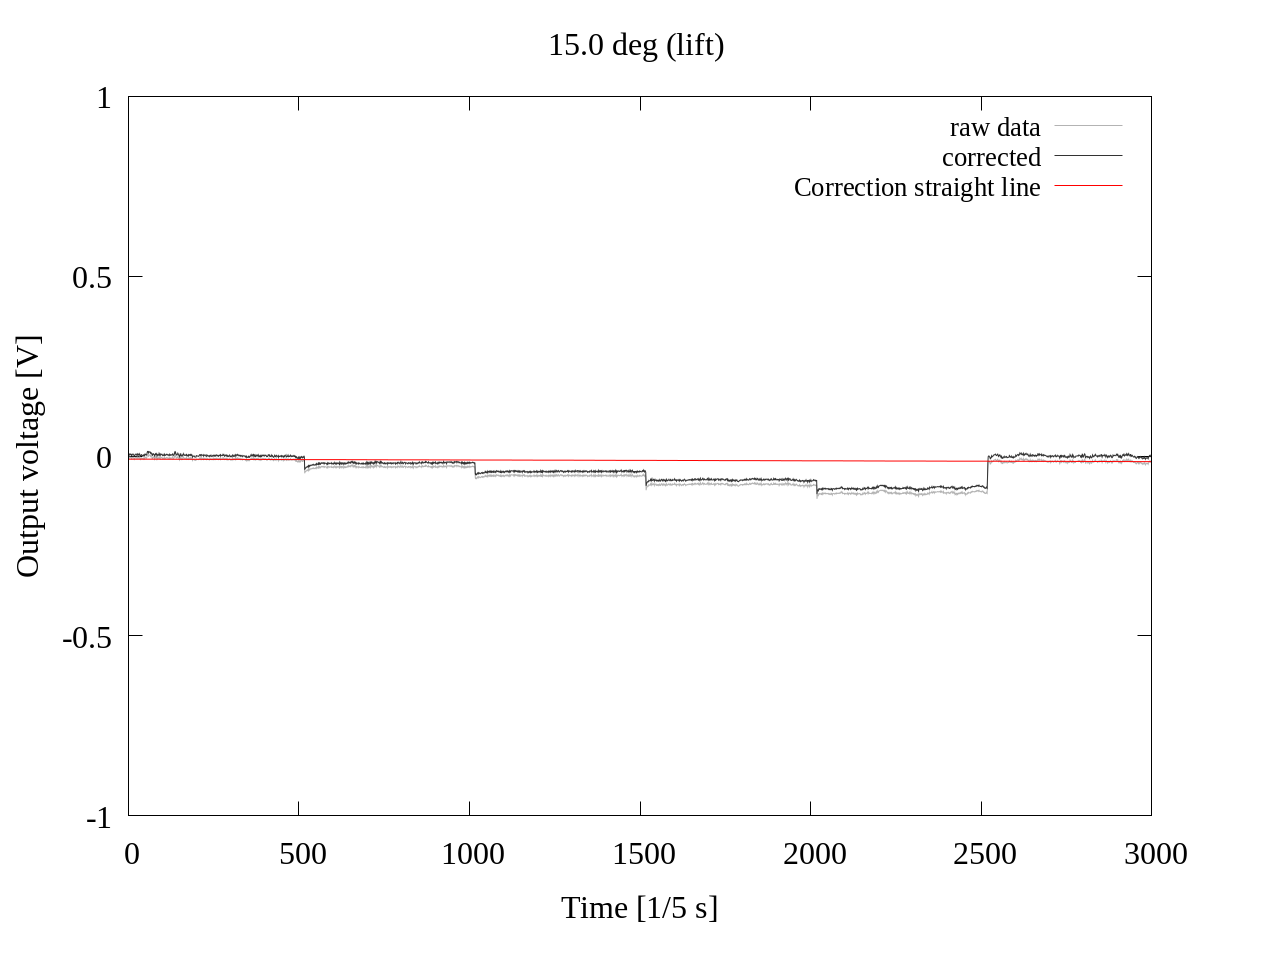 15.0 deg (lift)
1
0.5
0
-0.5
-1
Output voltage [V]
raw data
corrected
Correction straight line
0 500 1000 1500 2000 2500 3000
Time [1/5 s]